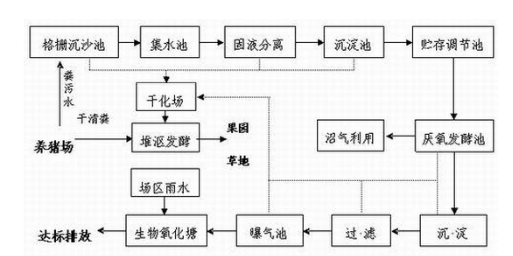 格栅沉沙池
集水池
固液分离
沉淀池
贮存调节池
粪污水
干清粪
干化场
养猪场
堆沤发酵
果园
草地
沼气利用
厌氧发酵池
场区雨水
达标排放
生物氧化塘
曝气池
过·滤
沉·淀